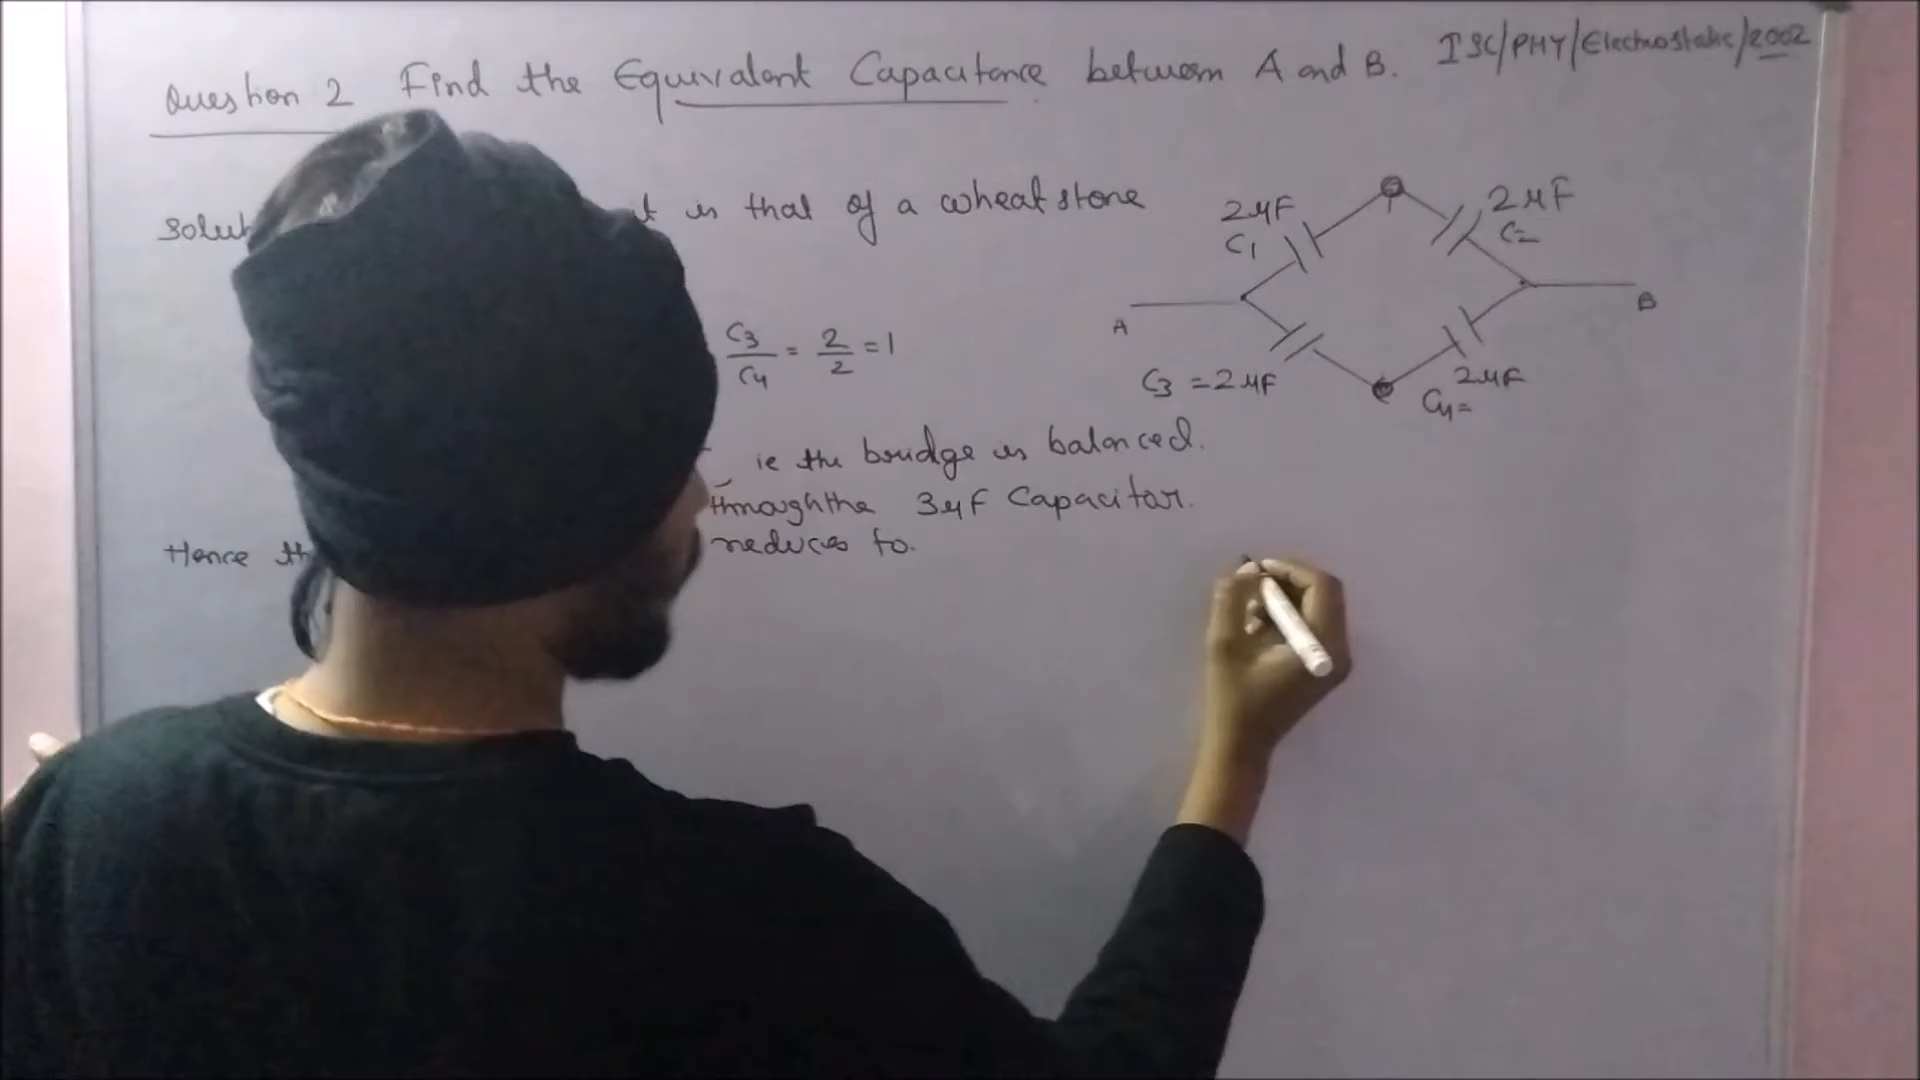 Question 2 Find the Equivalent Capacitance between A and B. ISC/PHY/Electrostatic/2002
is that of a wheatstone
C3/C4 = 2/2 = 1
ie the bridge is balanced.
through the 3μF Capacitor.
Hence
reduces to.
2μF
C1
2μF
C2
A
B
C3 = 2μF
2μF
C4=